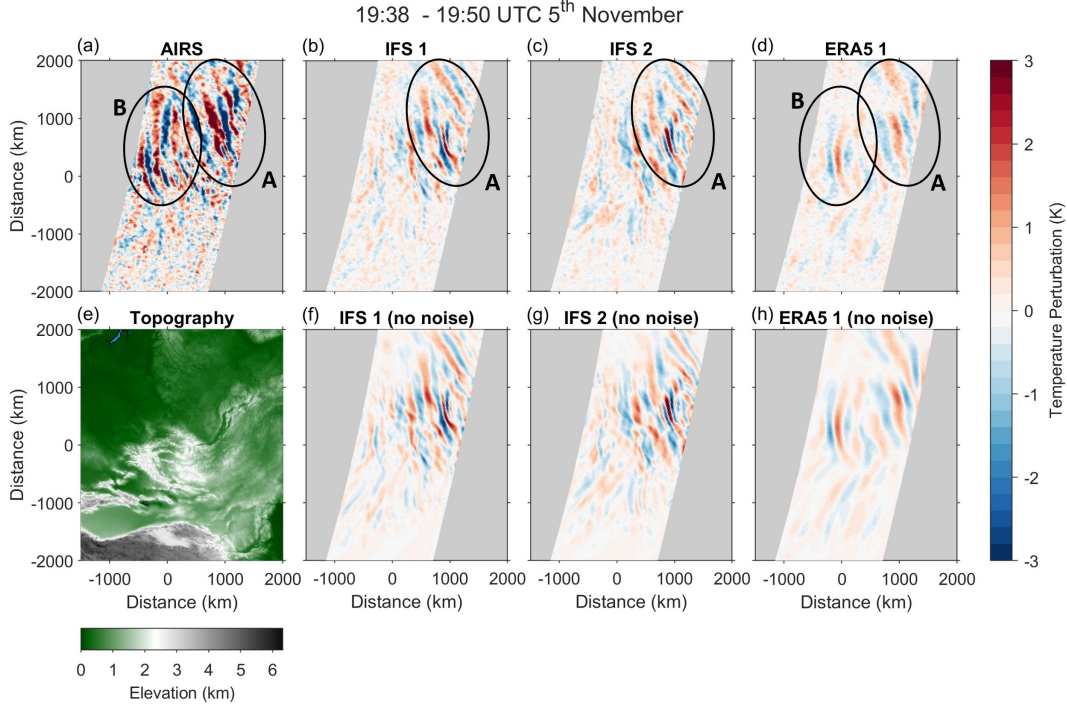 19:38 - 19:50 UTC 5th November
(a) AIRS
(b) IFS 1
(c) IFS 2
(d) ERA5 1
2000
1000
0
-1000
-2000
Distance (km)
B
A
A
A
B
A
3
2
1
0
-1
-2
-3
Temperature Perturbation (K)
(e) Topography
(f) IFS 1 (no noise)
(g) IFS 2 (no noise)
(h) ERA5 1 (no noise)
2000
1000
0
-1000
-2000
Distance (km)
-1000 0 1000 2000
-1000 0 1000 2000
-1000 0 1000 2000
-1000 0 1000 2000
Distance (km)
Distance (km)
Distance (km)
Distance (km)
0 1 2 3 4 5 6
Elevation (km)